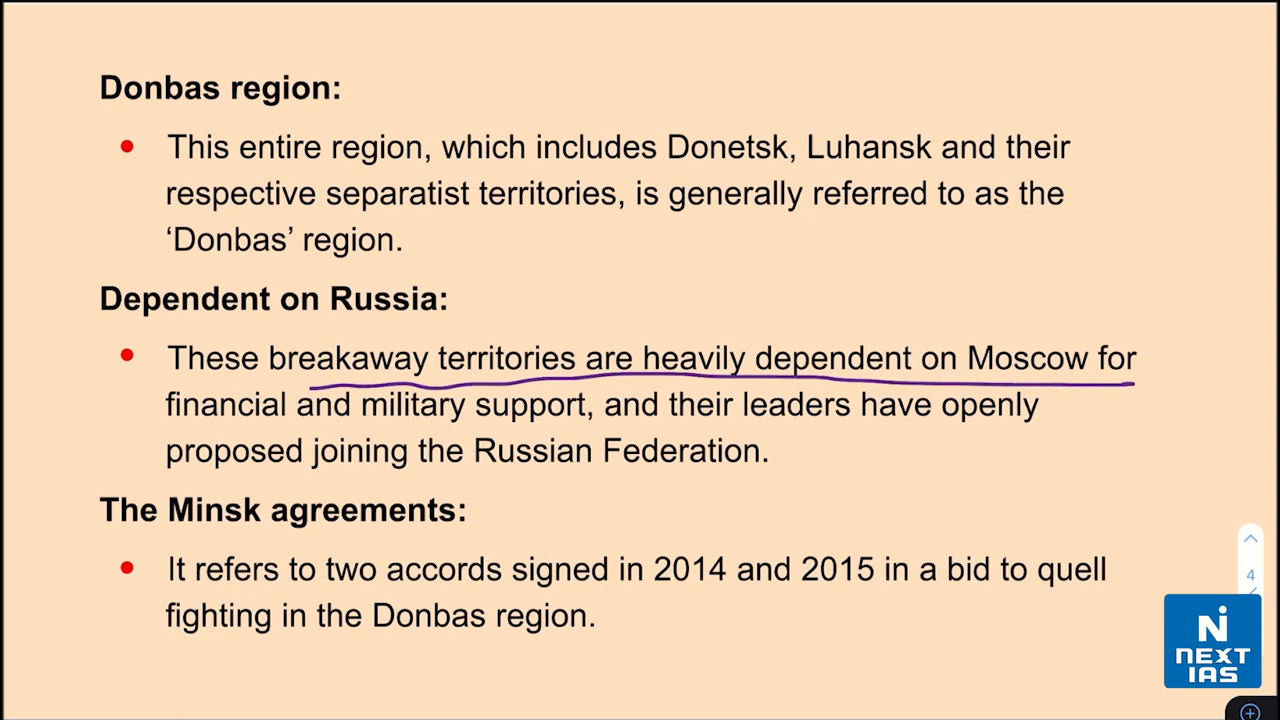 Donbas region:
This entire region, which includes Donetsk, Luhansk and their
respective separatist territories, is generally referred to as the
‘Donbas’ region.
Dependent on Russia:
These breakaway territories are heavily dependent on Moscow for
financial and military support, and their leaders have openly
proposed joining the Russian Federation.
The Minsk agreements:
It refers to two accords signed in 2014 and 2015 in a bid to quell
fighting in the Donbas region.
4
N
NEXT
IAS